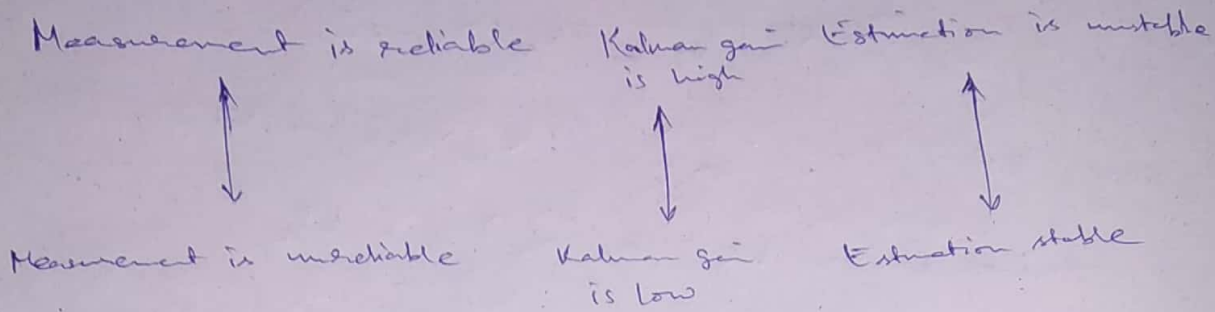 Measurement is reliable Kalman gain Estimation is unstable
is high
Measurement is unreliable Kalman gain Estimation stable
is low